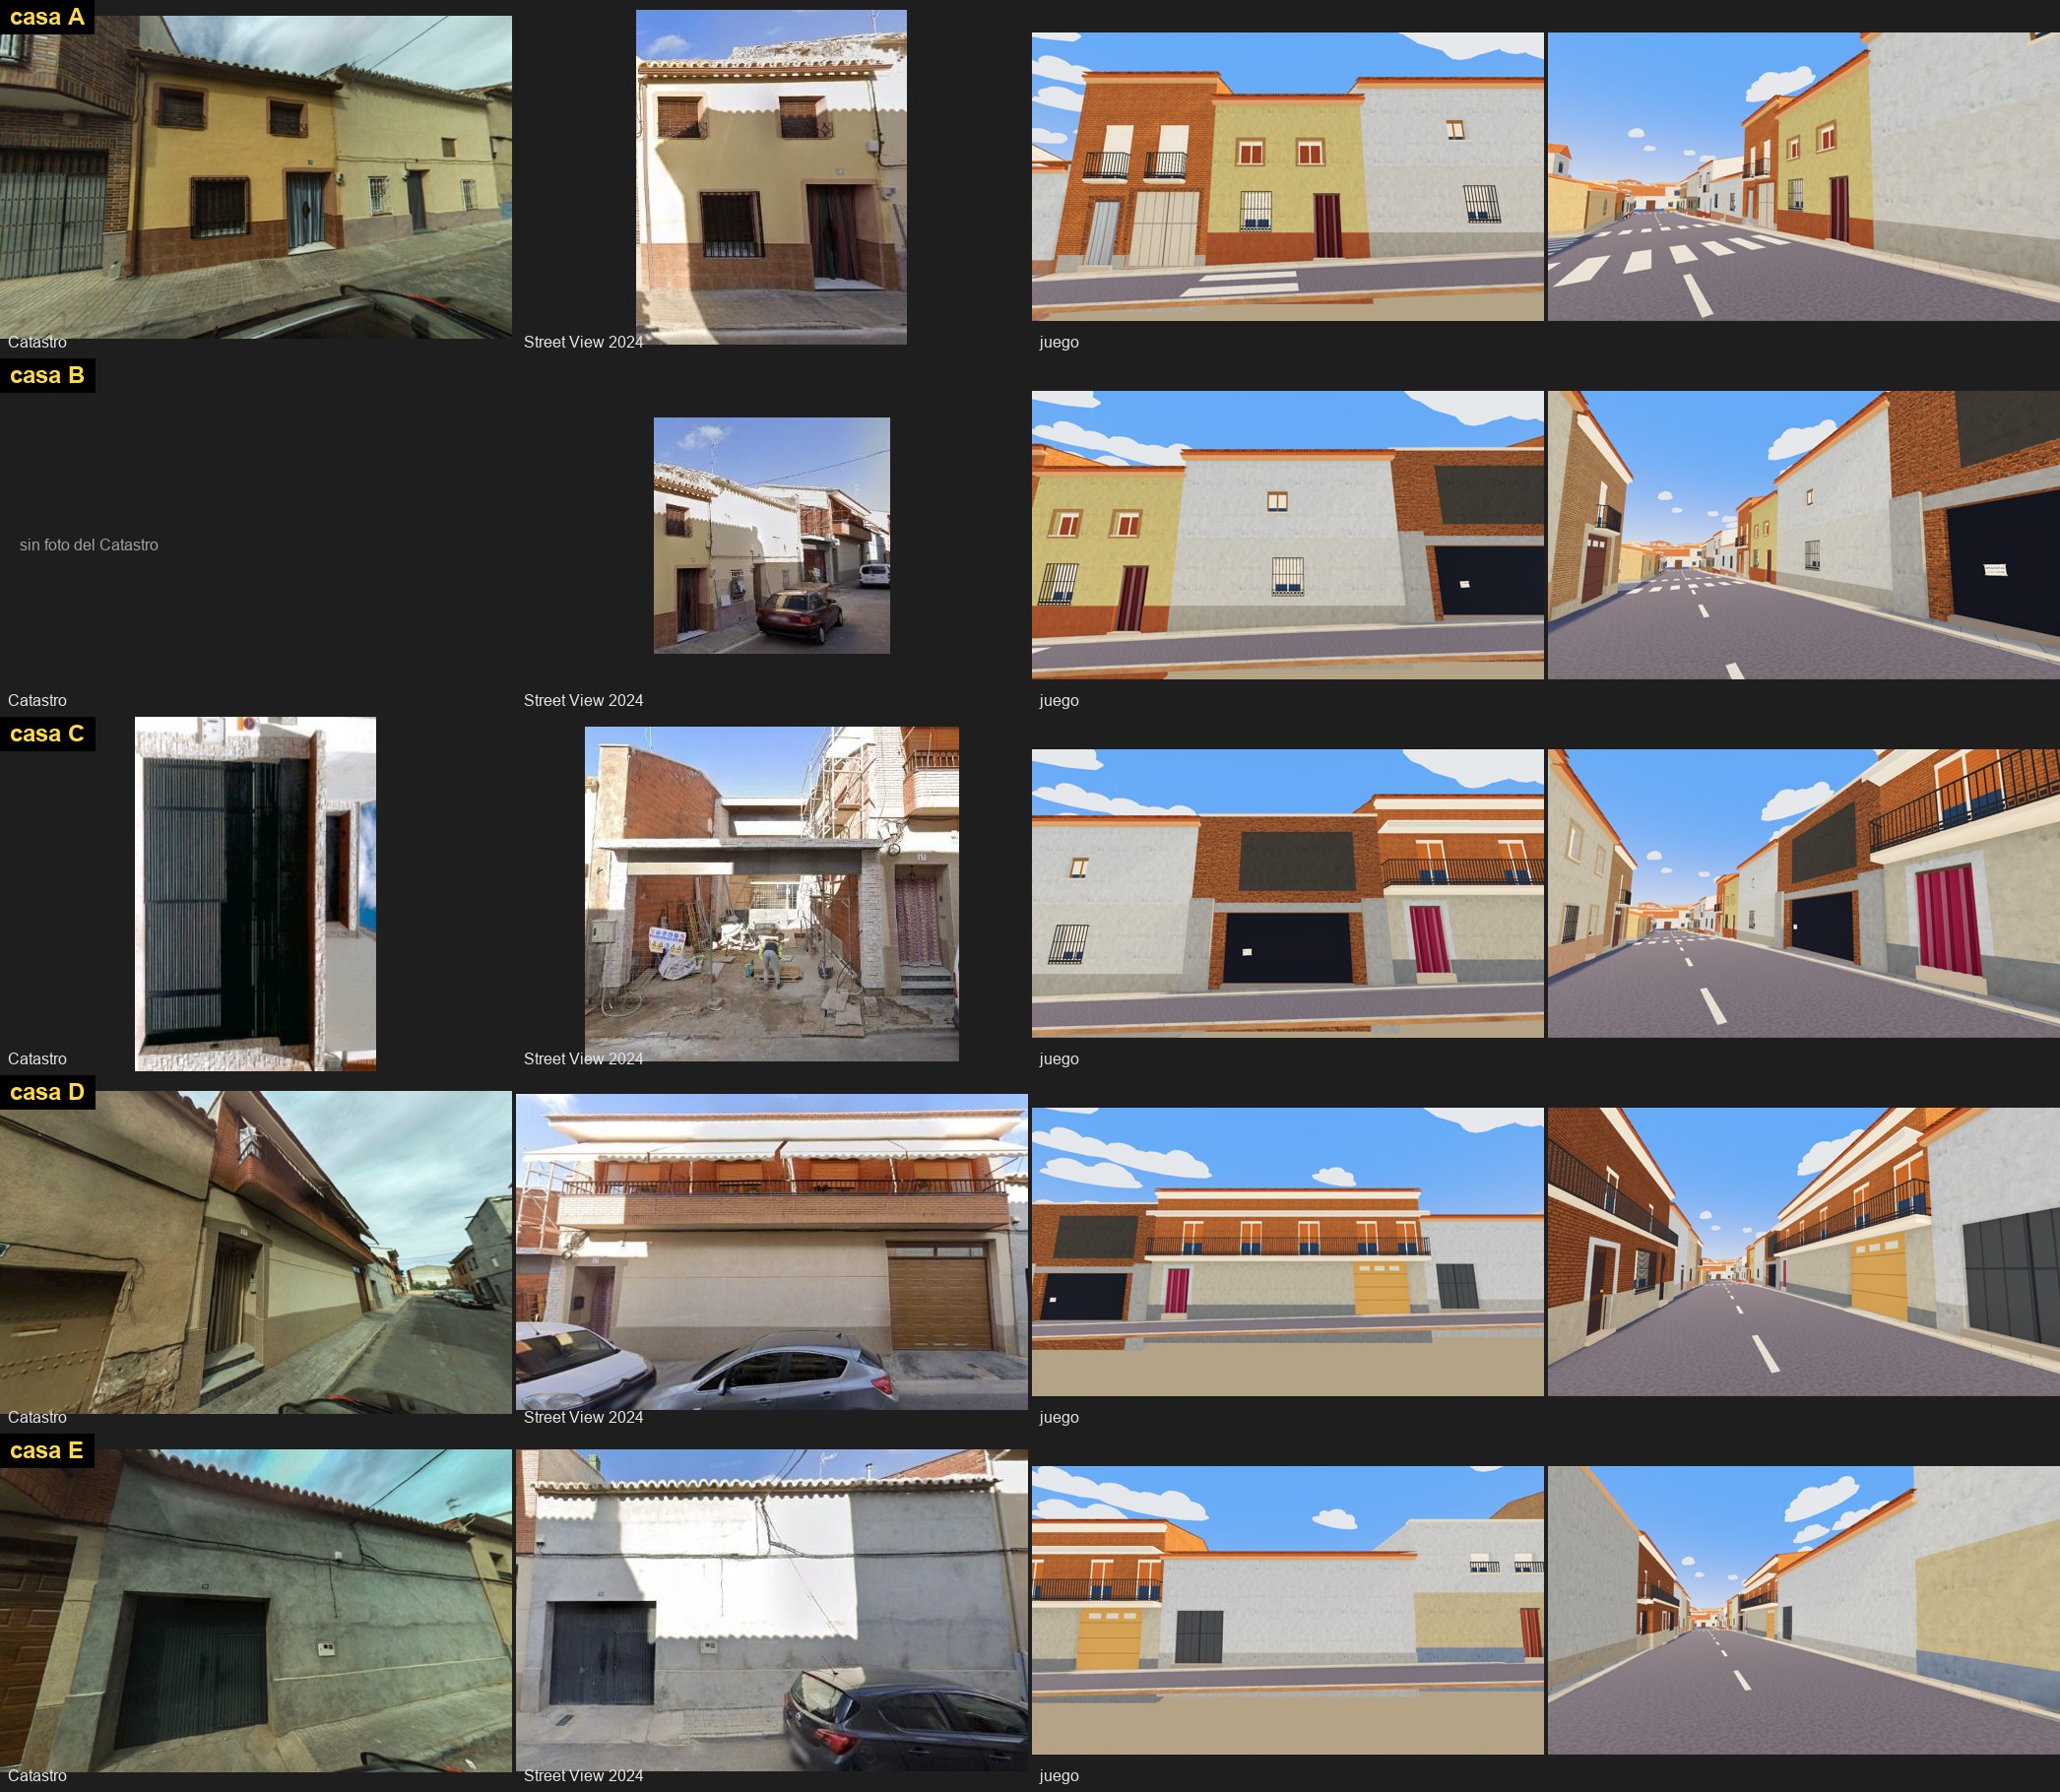 casa A
Catastro
Street View 2024
juego
casa B
sin foto del Catastro
Catastro
Street View 2024
juego
casa C
Catastro
Street View 2024
juego
casa D
Catastro
Street View 2024
juego
casa E
Catastro
Street View 2024
juego